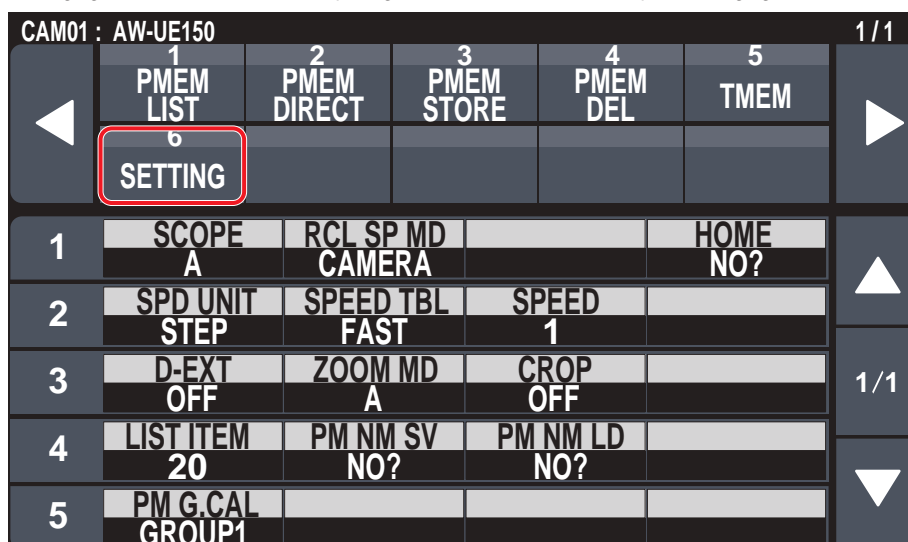 CAM01 : AW-UE150 1/1
1 2 3 4 5
PMEM LIST PMEM DIRECT PMEM STORE PMEM DEL TMEM
6
SETTING
1 SCOPE RCL SP MD HOME
A CAMERA NO?
2 SPD UNIT SPEED TBL SPEED
STEP FAST 1
3 D-EXT ZOOM MD CROP 1/1
OFF A OFF
4 LIST ITEM PM NM SV PM NM LD
20 NO? NO?
5 PM G.CAL
GROUP1